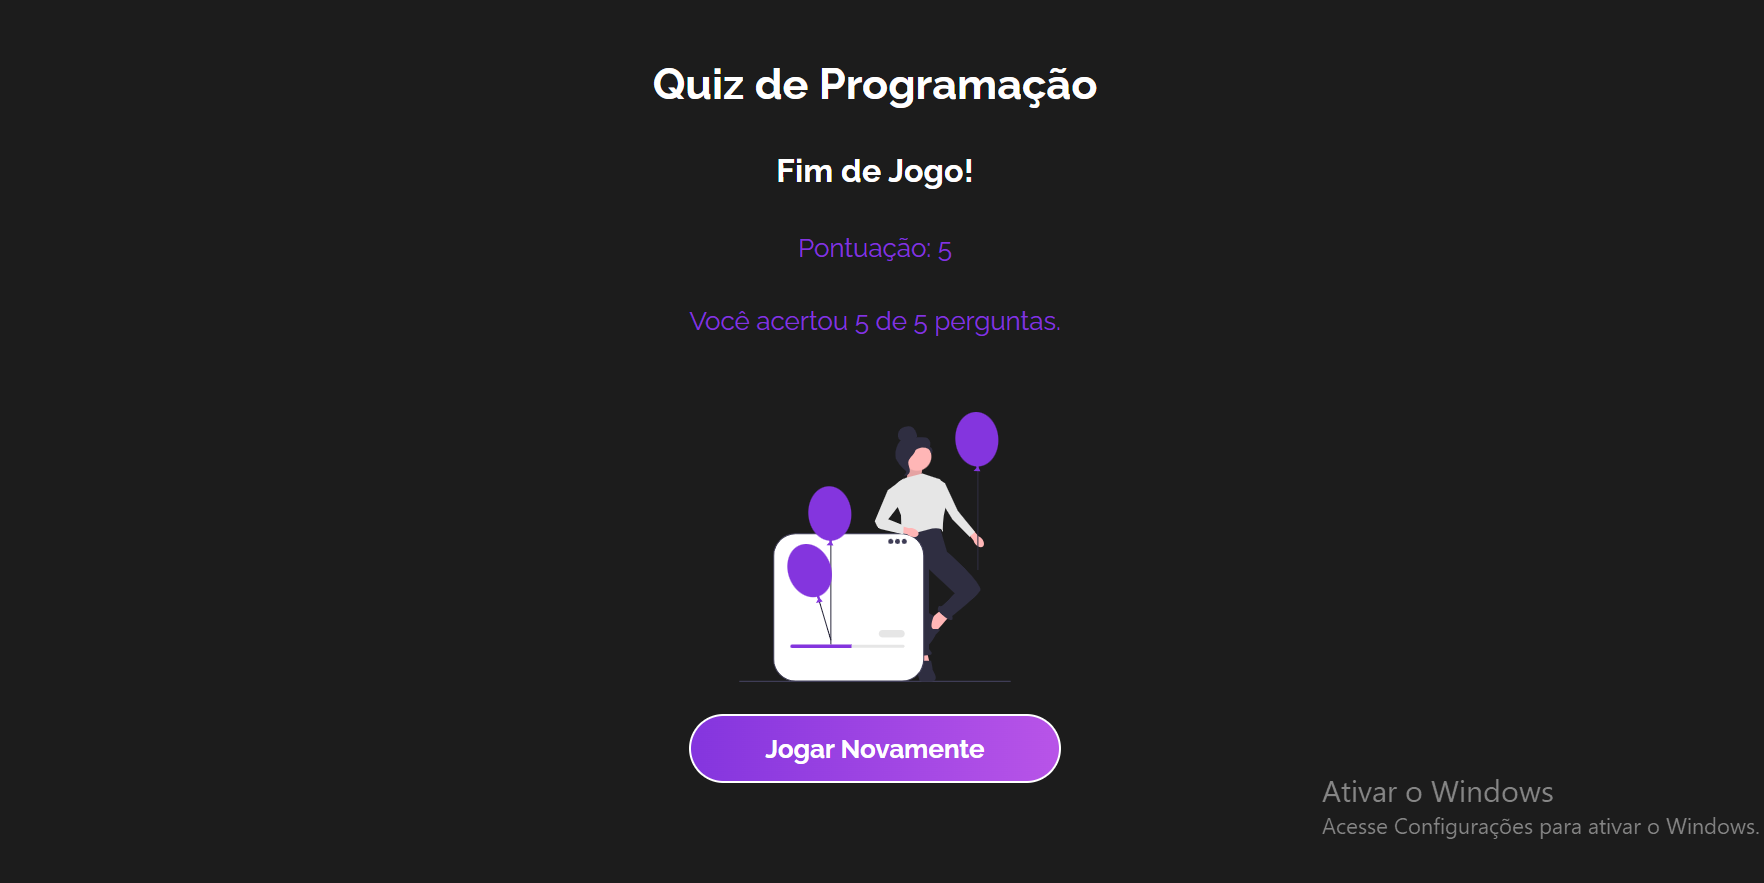 Quiz de Programação
Fim de Jogo!
Pontuação: 5
Você acertou 5 de 5 perguntas.
Jogar Novamente
Ativar o Windows
Acesse Configurações para ativar o Windows.